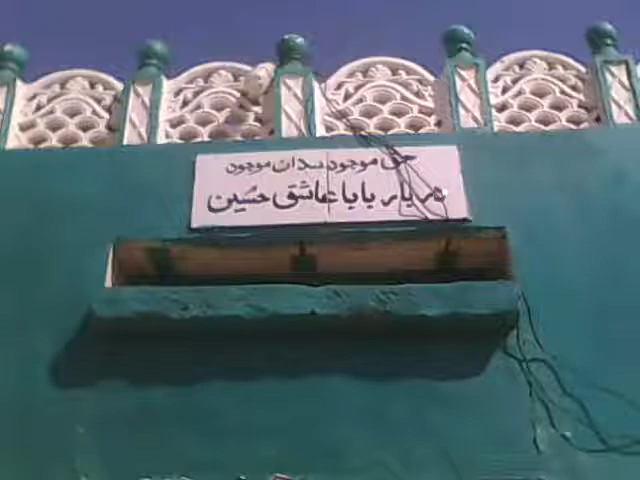 حق موجود سدا موجود
دربار بابا عاشق حسین